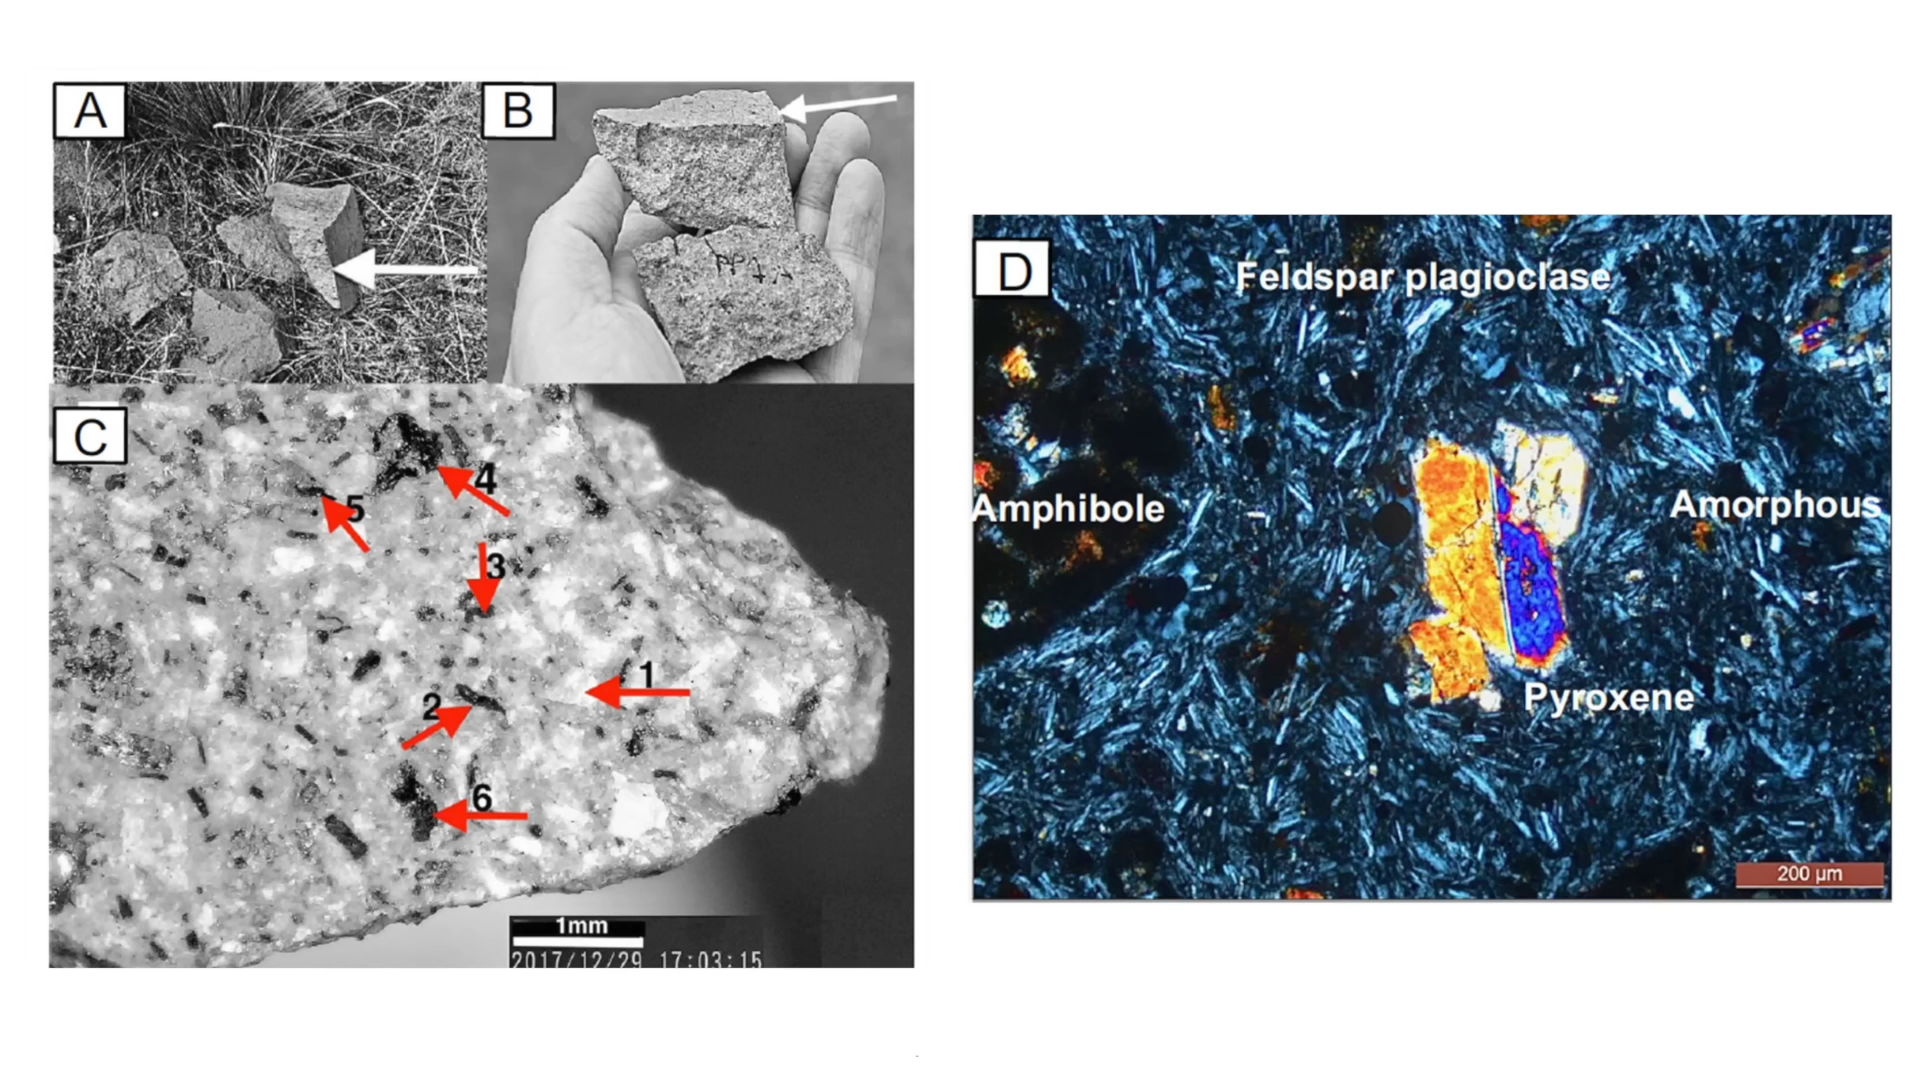 A
B
PP17
C
4
5
3
1
2
6
1mm
2017/12/29 17:03:15
D
Feldspar plagioclase
Amphibole
Amorphous
Pyroxene
200 µm